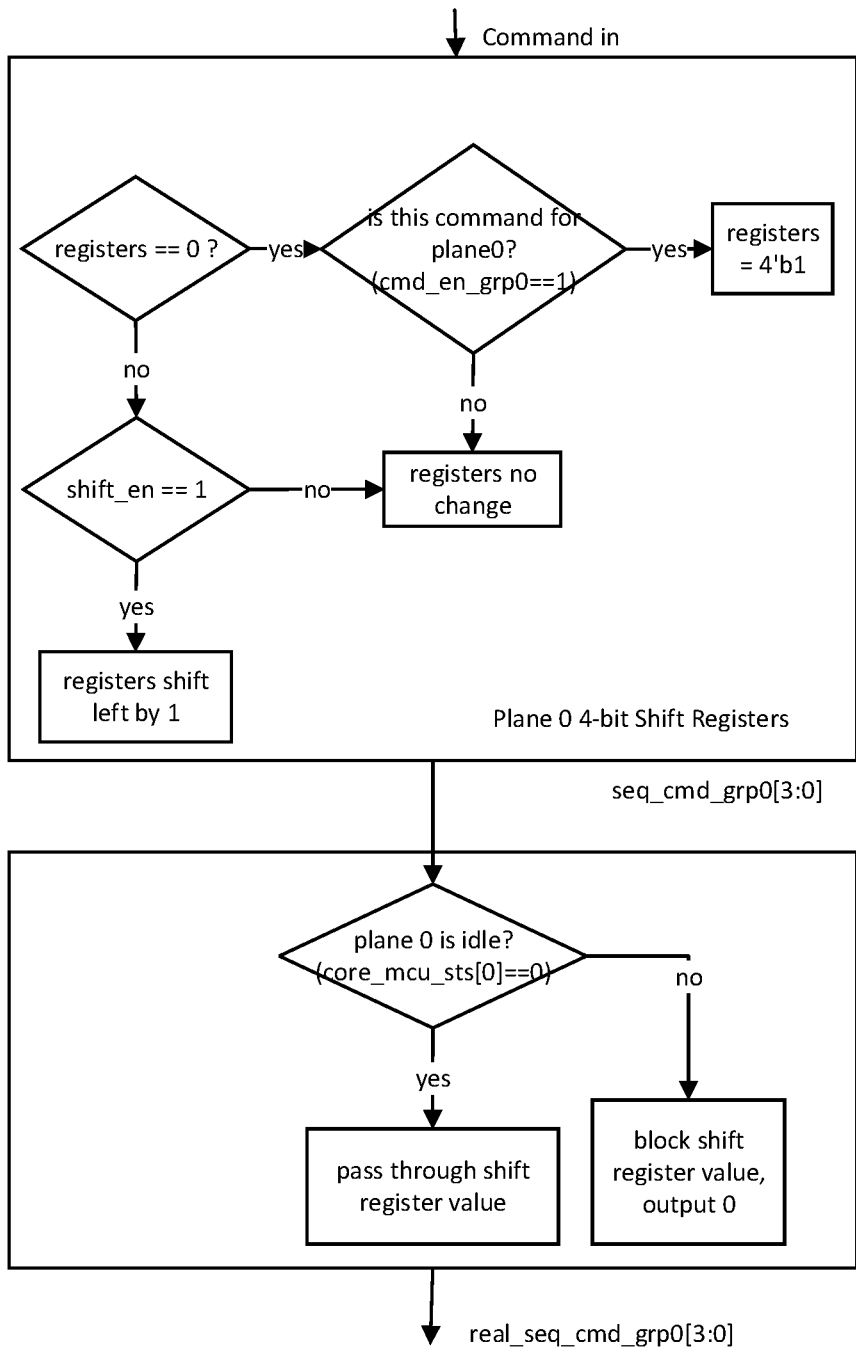 Command in
registers == 0 ?
yes
is this command for
plane0?
(cmd_en_grp0==1)
yes
registers
= 4'b1
no
no
shift_en == 1
no
registers no
change
yes
registers shift
left by 1
Plane 0 4-bit Shift Registers
seq_cmd_grp0[3:0]
plane 0 is idle?
(core_mcu_sts[0]==0)
no
yes
pass through shift
register value
block shift
register value,
output 0
real_seq_cmd_grp0[3:0]